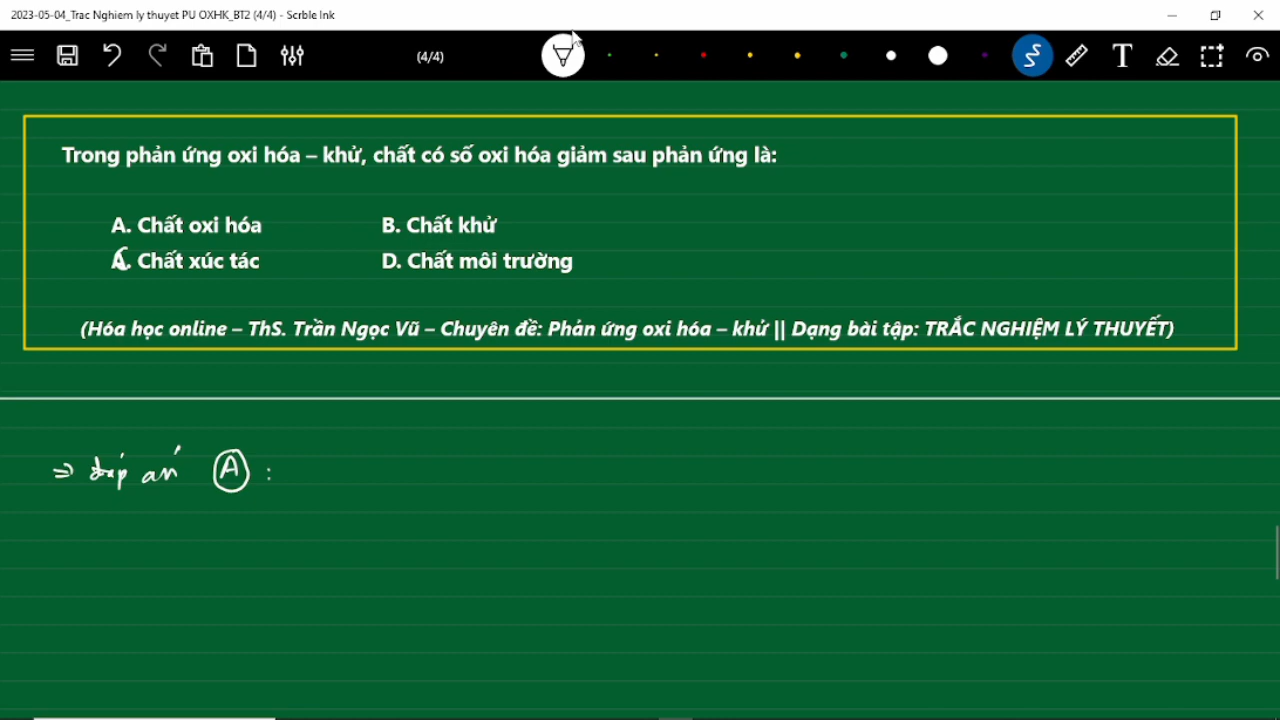 2023-05-04_Trac Nghiem ly thuyet PU OXHK_BT2 (4/4) - Scrble Ink
(4/4)
T
Trong phản ứng oxi hóa – khử, chất có số oxi hóa giảm sau phản ứng là:
A. Chất oxi hóa B. Chất khử
C. Chất xúc tác D. Chất môi trường
(Hóa học online – ThS. Trần Ngọc Vũ – Chuyên đề: Phản ứng oxi hóa – khử || Dạng bài tập: TRẮC NGHIỆM LÝ THUYẾT)
⇒ đáp án A :